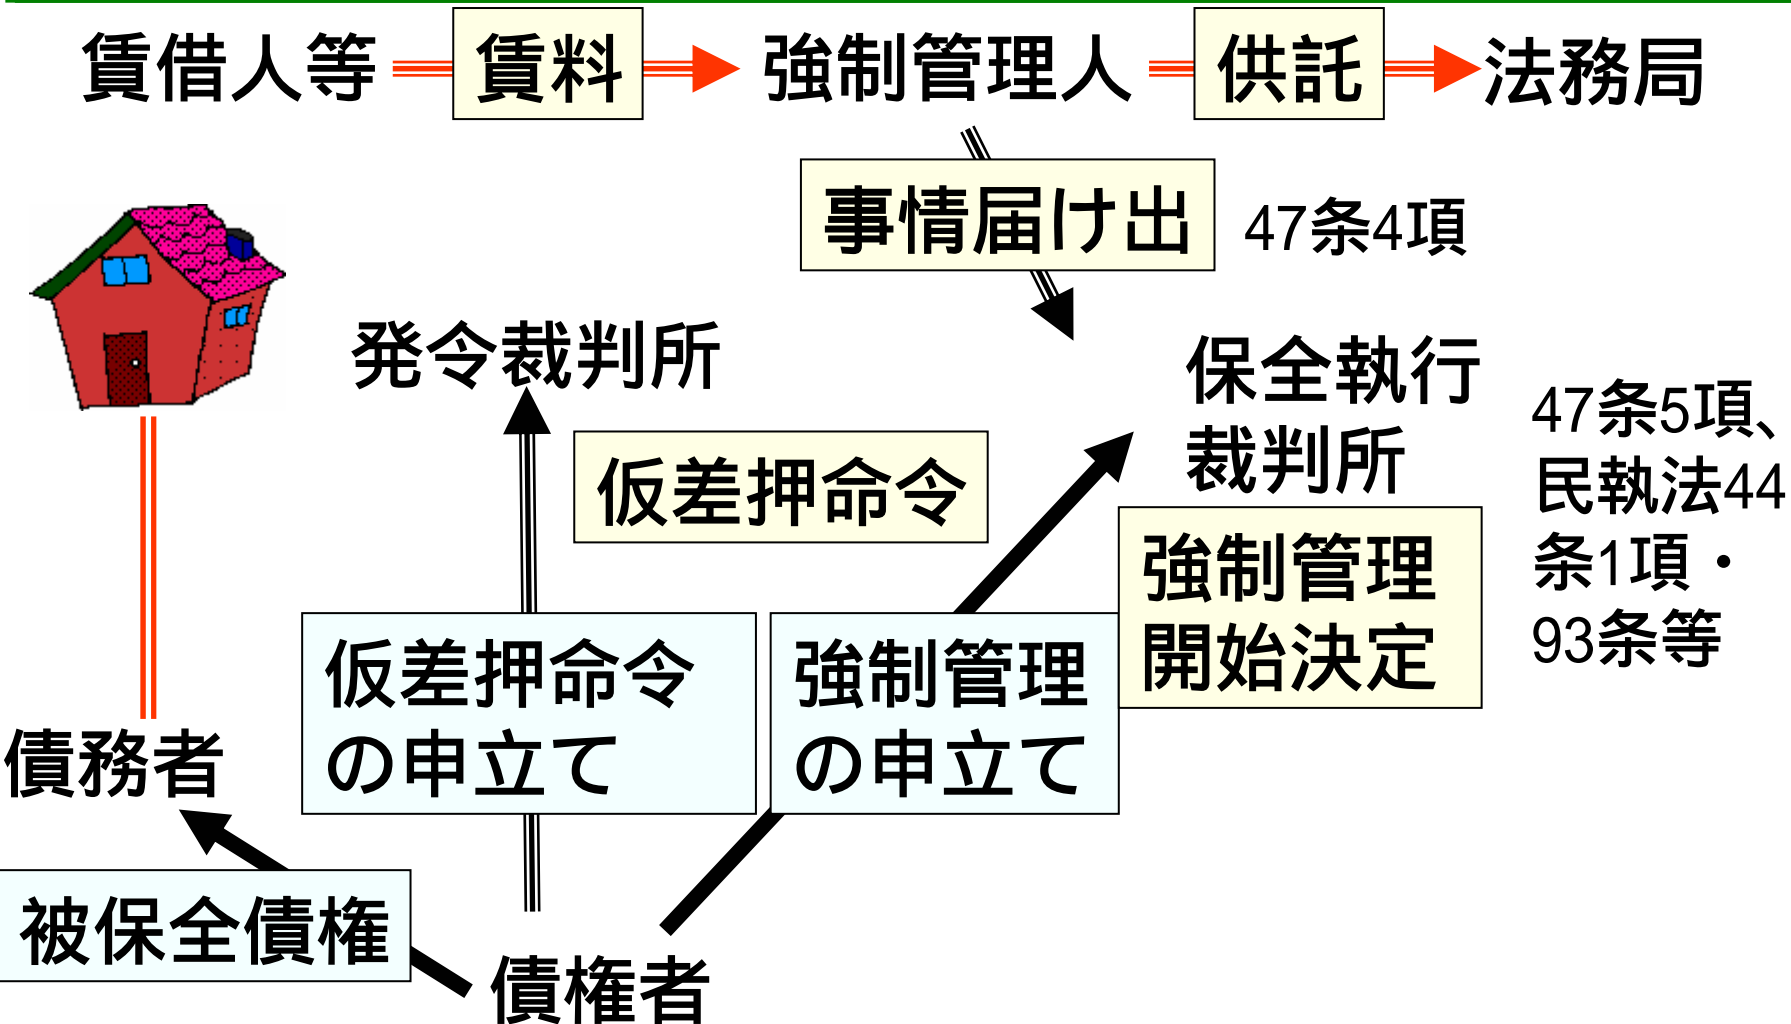 賃借人等
賃料
強制管理人
供託
法務局
事情届け出
47条4項
発令裁判所
保全執行
裁判所
47条5項、
民執法44
条1項・
93条等
仮差押命令
強制管理
開始決定
仮差押命令
の申立て
強制管理
の申立て
債務者
被保全債権
債権者